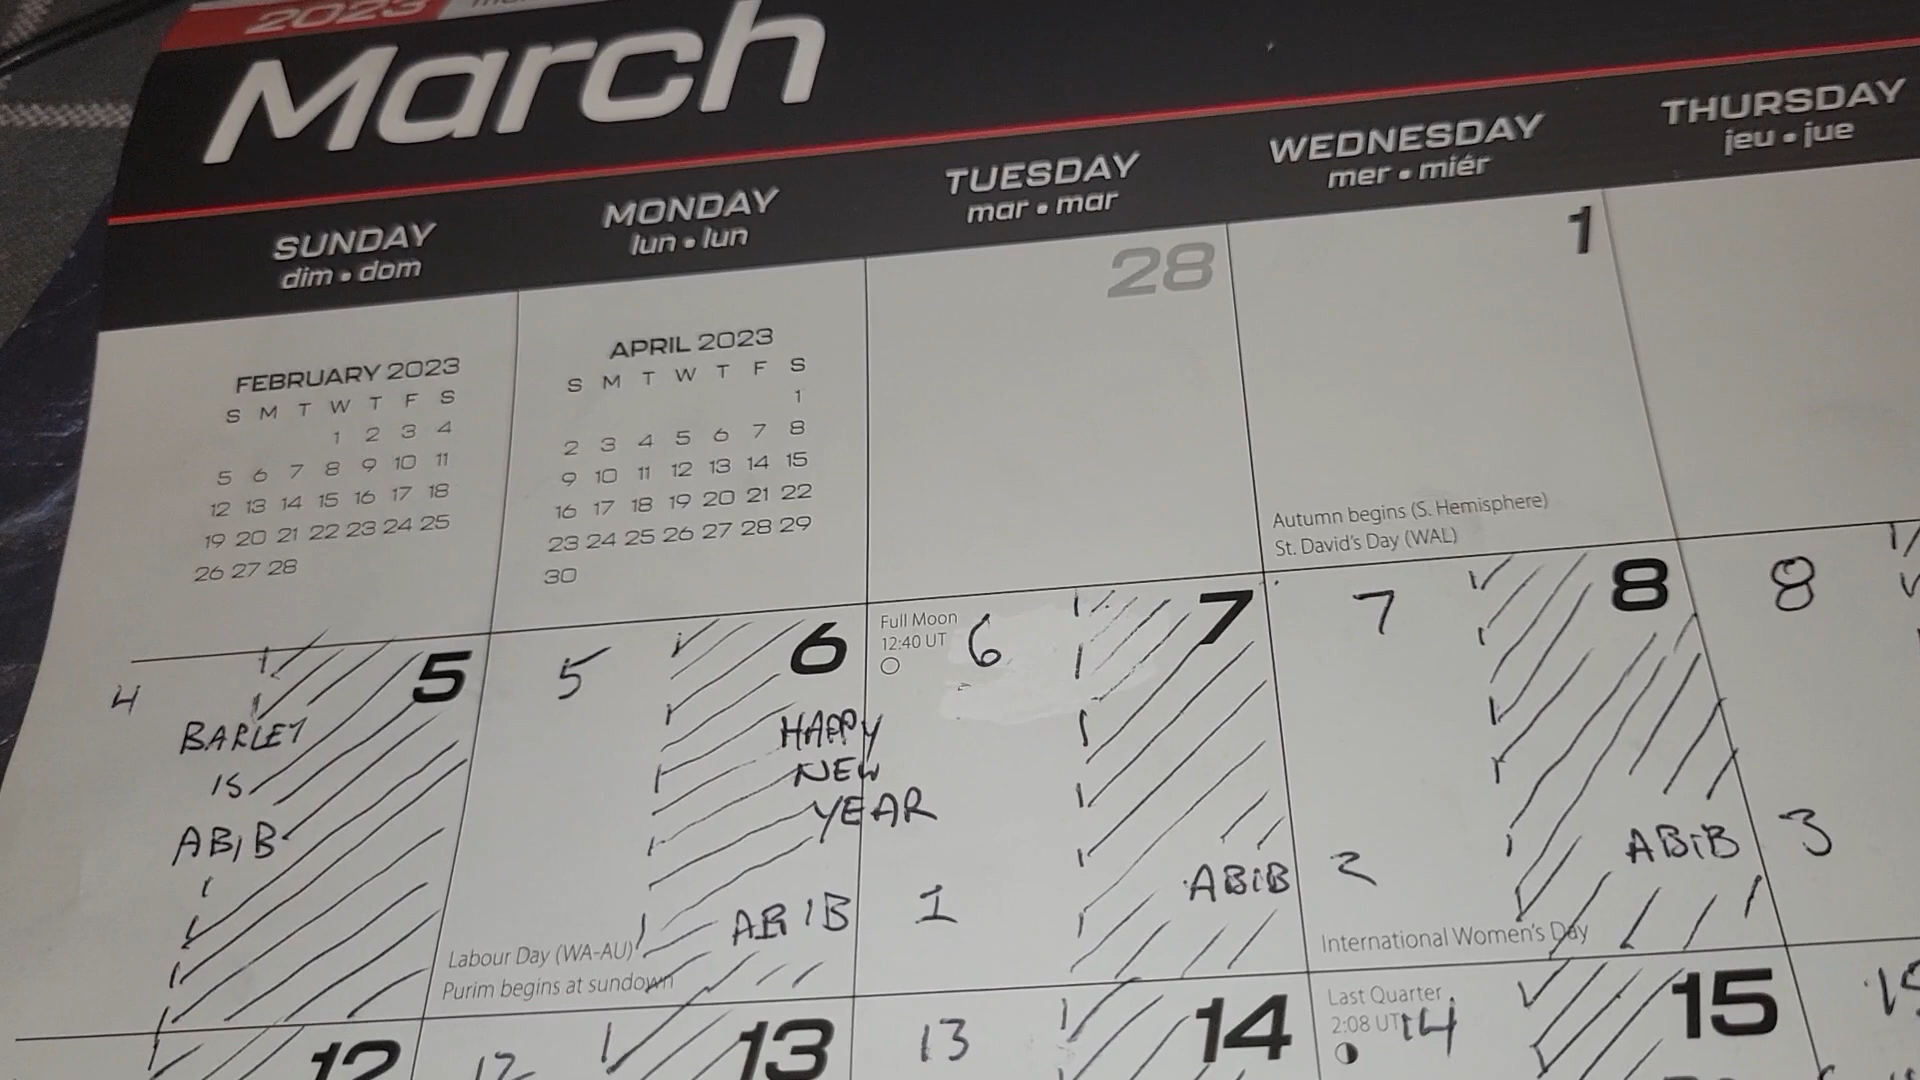 2023
March
SUNDAY
dim • dom
MONDAY
lun • lun
TUESDAY
mar • mar
WEDNESDAY
mer • miér
THURSDAY
jeu • jue
FEBRUARY 2023
S M T W T F S
1 2 3 4
5 6 7 8 9 10 11
12 13 14 15 16 17 18
19 20 21 22 23 24 25
26 27 28
APRIL 2023
S M T W T F S
1
2 3 4 5 6 7 8
9 10 11 12 13 14 15
16 17 18 19 20 21 22
23 24 25 26 27 28 29
30
28
1
Autumn begins (S. Hemisphere)
St. David's Day (WAL)
4
5
BARLEY
IS
ABIB
5
6
HAPPY
NEW
YEAR
ABIB 1
Labour Day (WA-AU)
Purim begins at sundown
Full Moon
12:40 UT
6
7
ABIB 2
7
8
ABIB 3
International Women's Day
8
12
12
13
13
14
Last Quarter
2:08 UT
14
15